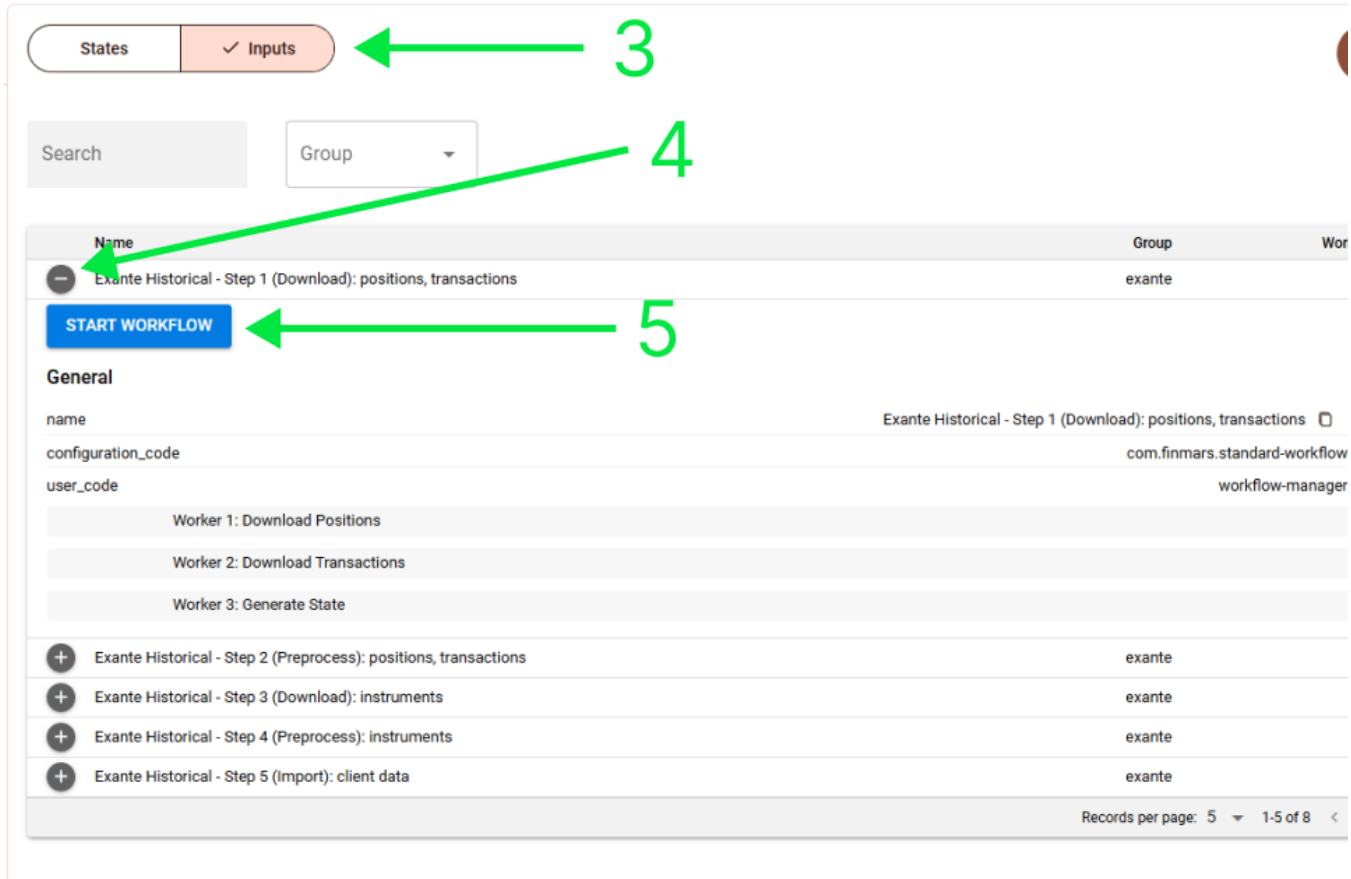 States Inputs 3
Search Group 4
Name Group Wor
Exante Historical - Step 1 (Download): positions, transactions exante
START WORKFLOW 5
General
name Exante Historical - Step 1 (Download): positions, transactions
configuration_code com.finmars.standard-workflow
user_code workflow-manager
Worker 1: Download Positions
Worker 2: Download Transactions
Worker 3: Generate State
Exante Historical - Step 2 (Preprocess): positions, transactions exante
Exante Historical - Step 3 (Download): instruments exante
Exante Historical - Step 4 (Preprocess): instruments exante
Exante Historical - Step 5 (Import): client data exante
Records per page: 5 1-5 of 8